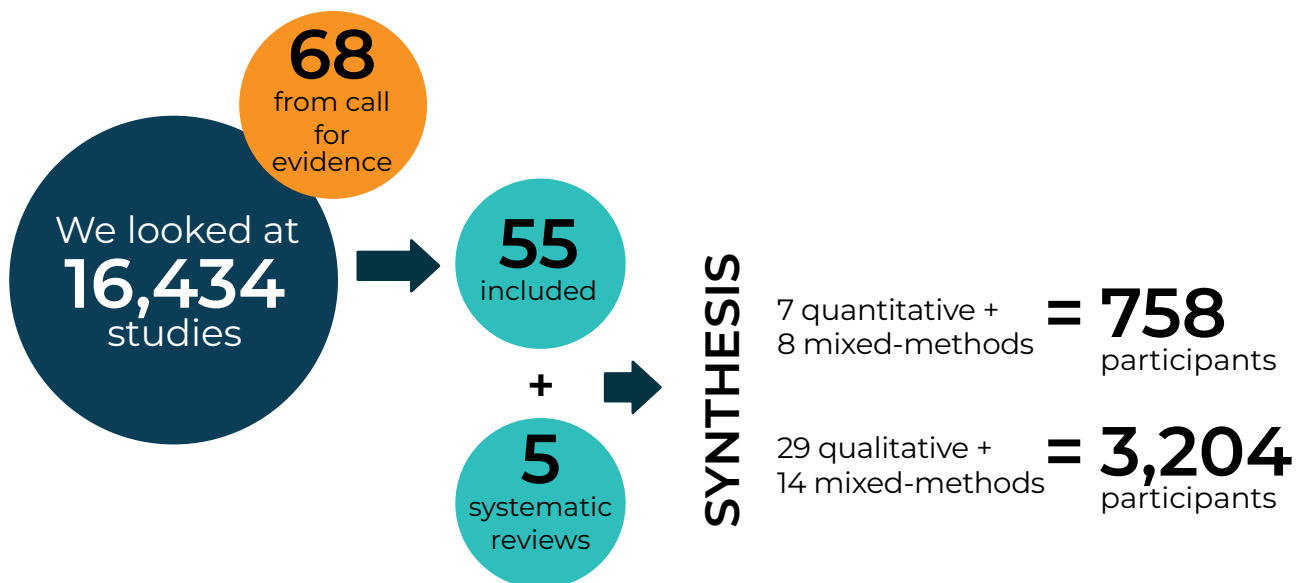 68
from call
for
evidence
We looked at
16,434
studies
55
included
+
5
systematic
reviews
SYNTHESIS
7 quantitative +
8 mixed-methods
= 758
participants
29 qualitative +
14 mixed-methods
= 3,204
participants